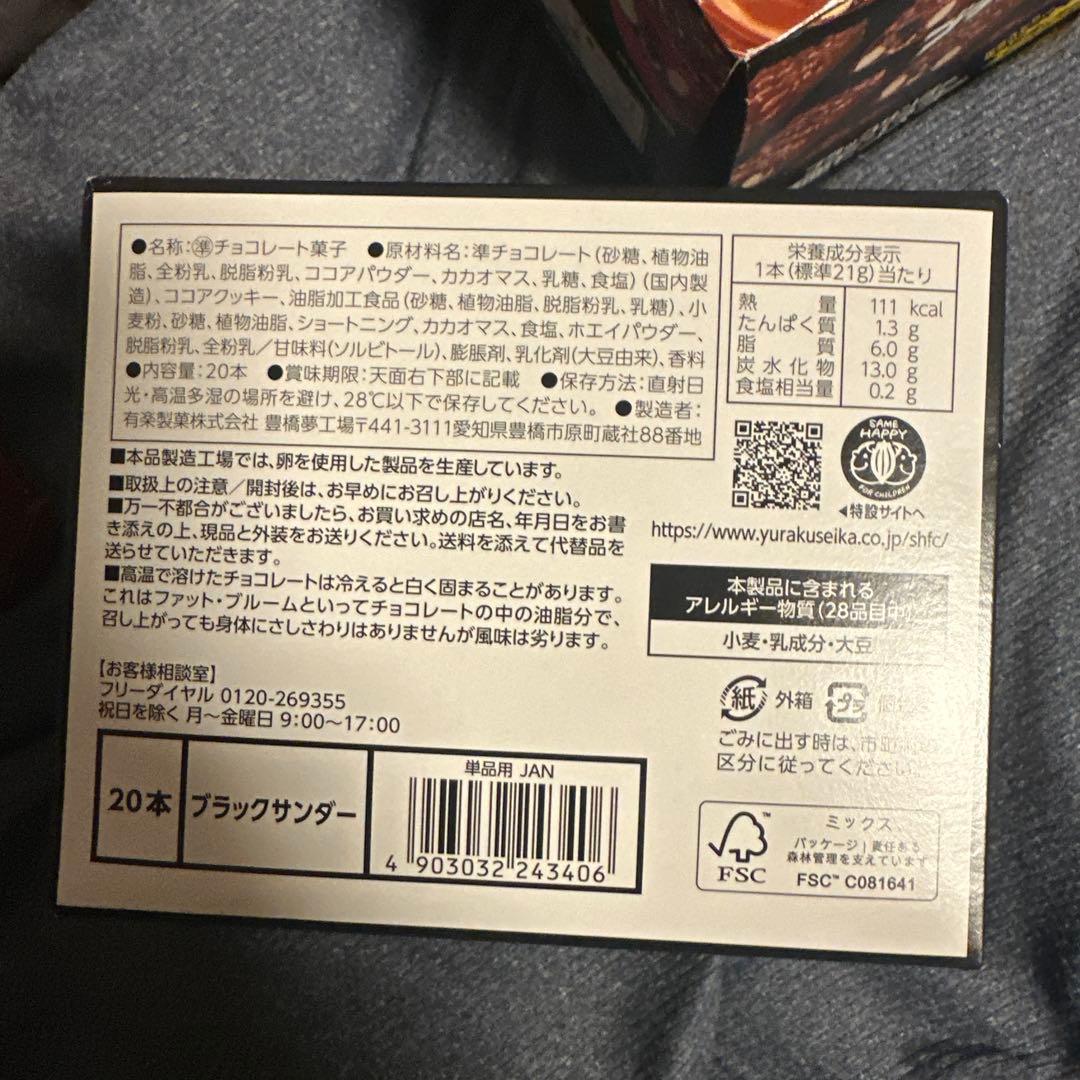 ●名称:㊝チョコレート菓子 ●原材料名:準チョコレート(砂糖、植物油
脂、全粉乳、脱脂粉乳、ココアパウダー、カカオマス、乳糖、食塩)(国内製
造)、ココアクッキー、油脂加工食品(砂糖、植物油脂、脱脂粉乳、乳糖)、小
麦粉、砂糖、植物油脂、ショートニング、カカオマス、食塩、ホエイパウダー、
脱脂粉乳、全粉乳/甘味料(ソルビトール)、膨脹剤、乳化剤(大豆由来)、香料
●内容量:20本 ●賞味期限:天面右下部に記載 ●保存方法:直射日
光・高温多湿の場所を避け、28℃以下で保存してください。 ●製造者:
有楽製菓株式会社 豊橋夢工場〒441-3111愛知県豊橋市原町蔵社88番地
栄養成分表示
1本(標準21g)当たり
熱量 111 kcal
たんぱく質 1.3 g
脂質 6.0 g
炭水化物 13.0 g
食塩相当量 0.2 g
SAME HAPPY
FOR CHILDREN
◀特設サイトへ
https://www.yurakuseika.co.jp/shfc/
■本品製造工場では、卵を使用した製品を生産しています。
■取扱上の注意/開封後は、お早めにお召し上がりください。
■万一不都合がございましたら、お買い求めの店名、年月日をお書
き添えの上、現品と外装をお送りください。送料を添えて代替品を
送らせていただきます。
■高温で溶けたチョコレートは冷えると白く固まることがあります。
これはファット・ブルームといってチョコレートの中の油脂分で、
召し上がっても身体にさしさわりはありませんが風味は劣ります。
本製品に含まれる
アレルギー物質(28品目中)
小麦・乳成分・大豆
【お客様相談室】
フリーダイヤル 0120-269355
祝日を除く 月～金曜日 9:00～17:00
紙 外箱 プラ
ごみに出す時は、市町村の
区分に従ってください。
20本 ブラックサンダー
単品用 JAN
4 903032 243406
FSC
ミックス
パッケージ|責任ある
森林管理を支えています
FSC™ C081641